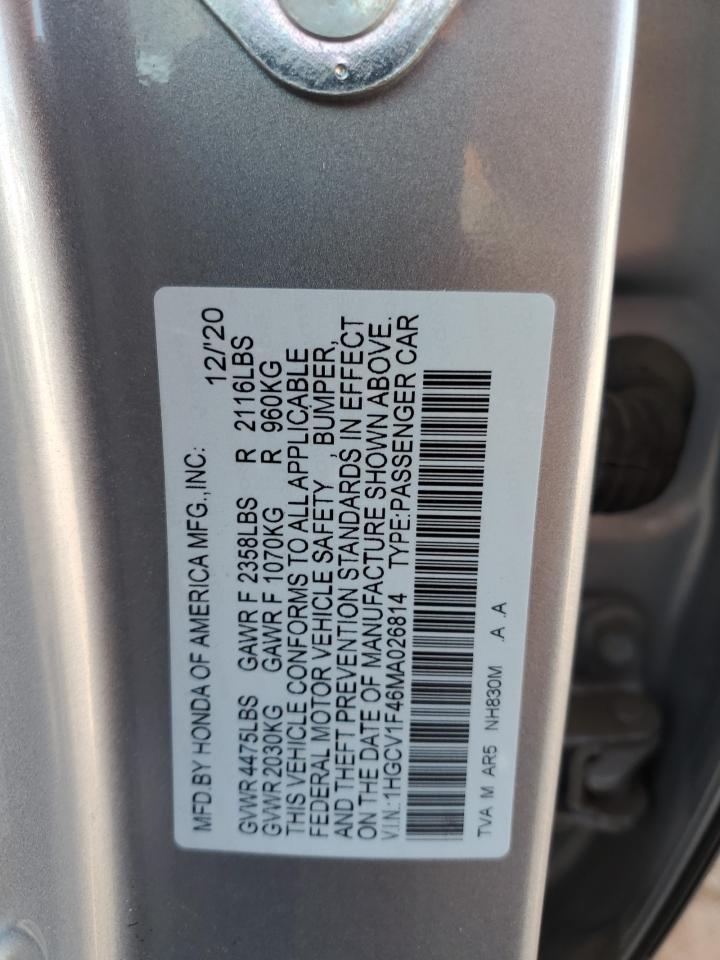 MFD.BY HONDA OF AMERICA MFG.,INC: 12/'20
GVWR 4475LBS GAWR F 2358LBS R 2116LBS
GVWR 2030KG GAWR F 1070KG R 960KG
THIS VEHICLE CONFORMS TO ALL APPLICABLE
FEDERAL MOTOR VEHICLE SAFETY , BUMPER,
AND THEFT PREVENTION STANDARDS IN EFFECT
ON THE DATE OF MANUFACTURE SHOWN ABOVE.
V.I.N.: 1HGCV1F46MA026814 TYPE:PASSENGER CAR
TVA M AR5 NH830M .A .A